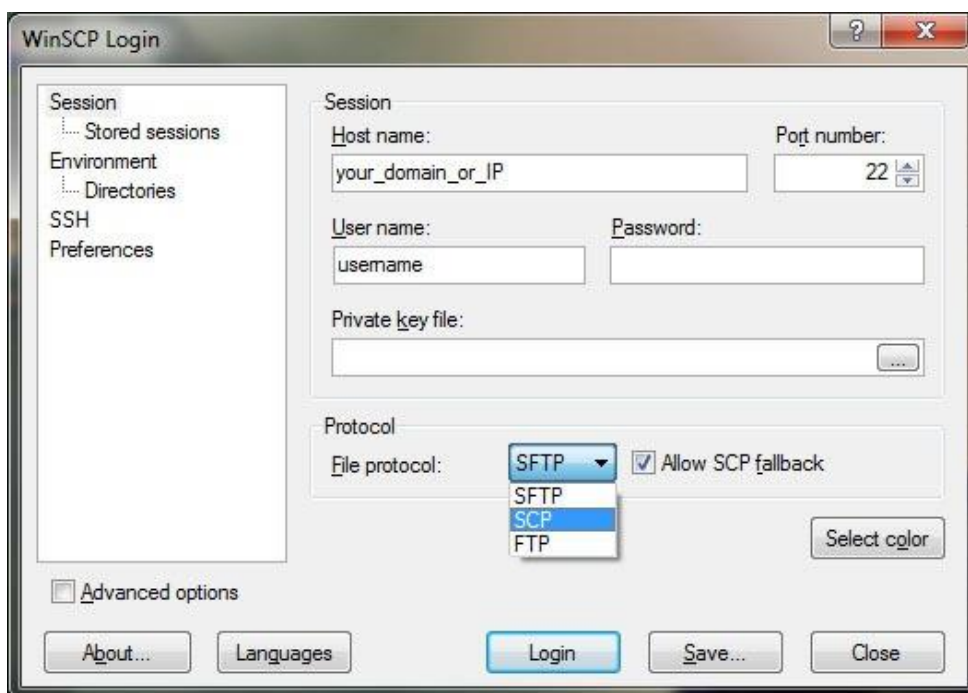 WinSCP Login
Session
Stored sessions
Environment
Directories
SSH
Preferences
Session
Host name: Port number:
your_domain_or_IP 22
User name: Password:
username
Private key file:
...
Protocol
File protocol: SFTP Allow SCP fallback
SFTP
SCP
FTP
Select color
Advanced options
About... Languages Login Save... Close